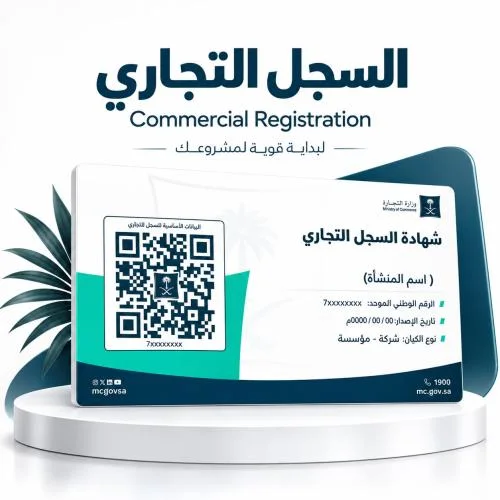 السجل التجاري
Commercial Registration
لبداية قوية لمشروعك
وزارة التجارة
Ministry of Commerce
شهادة السجل التجاري
البيانات الأساسية للسجل التجاري
7xxxxxxxx
( اسم المنشأة)
الرقم الوطني الموحد: 7xxxxxxxx
تاريخ الإصدار: 00 / 00 / 0000م
نوع الكيان: شركة - مؤسسة
mcgovsa
1900
mc.gov.sa